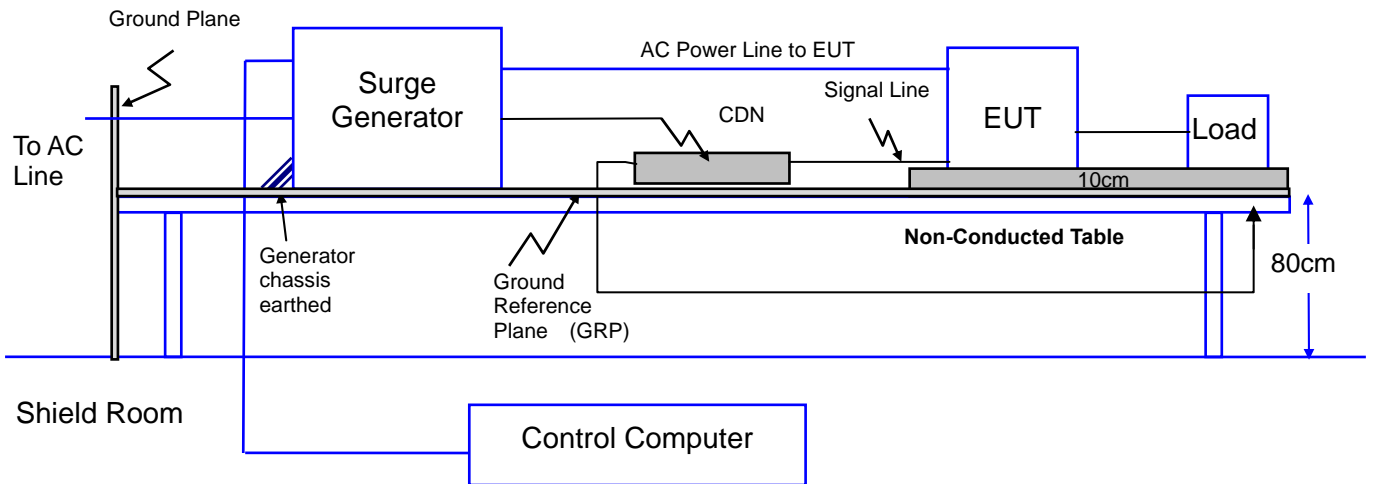 Ground Plane
Surge
Generator
AC Power Line to EUT
Signal Line
CDN
EUT
Load
To AC
Line
10cm
Non-Conducted Table
80cm
Generator
chassis
earthed
Ground
Reference
Plane (GRP)
Shield Room
Control Computer